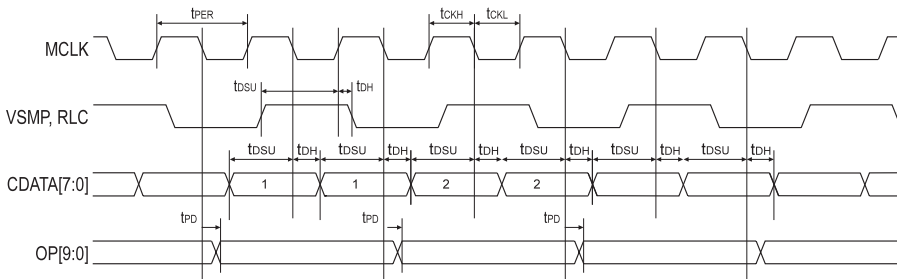 tPER tCKH tCKL
MCLK
tDSU tDH
VSMP, RLC
tDSU tDH tDSU tDH tDSU tDH tDSU tDH tDSU tDH tDSU tDH
CDATA[7:0] 1 1 2 2
tPD tPD tPD
OP[9:0]